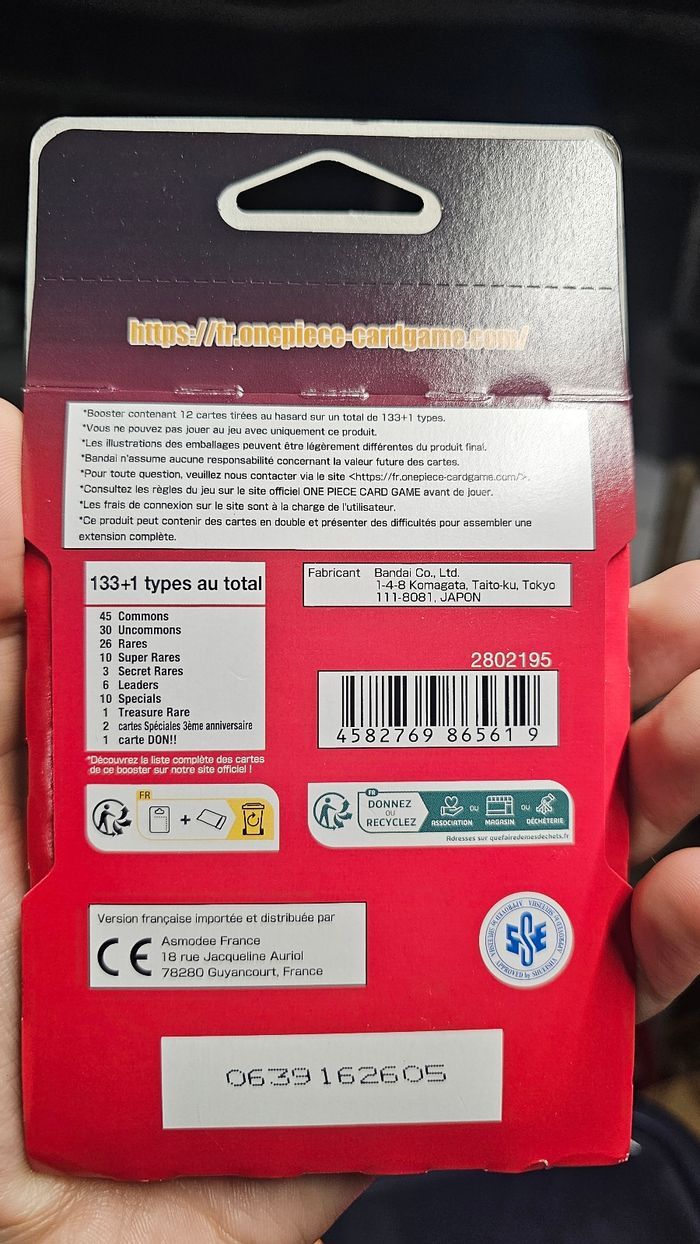 https://fr.onepiece-cardgame.com/
*Booster contenant 12 cartes tirées au hasard sur un total de 133+1 types.
*Vous ne pouvez pas jouer au jeu avec uniquement ce produit.
*Les illustrations des emballages peuvent être légèrement différentes du produit final.
*Bandai n'assume aucune responsabilité concernant la valeur future des cartes.
*Pour toute question, veuillez nous contacter via le site <https://fr.onepiece-cardgame.com/>.
*Consultez les règles du jeu sur le site officiel ONE PIECE CARD GAME avant de jouer.
*Les frais de connexion sur le site sont à la charge de l'utilisateur.
*Ce produit peut contenir des cartes en double et présenter des difficultés pour assembler une
extension complète.
133+1 types au total
45 Commons
30 Uncommons
26 Rares
10 Super Rares
3 Secret Rares
6 Leaders
10 Specials
1 Treasure Rare
2 cartes Spéciales 3ème anniversaire
1 carte DON!!
*Découvrez la liste complète des cartes
de ce booster sur notre site officiel !
Fabricant Bandai Co., Ltd.
1-4-8 Komagata, Taito-ku, Tokyo
111-8081, JAPON
2802195
4582769 865619
FR
+
FR
DONNEZ
OU
RECYCLEZ
ASSOCIATION OU MAGASIN OU DÉCHÈTERIE
Adresses sur quefairedemesdechets.fr
Version française importée et distribuée par
CE
Asmodee France
18 rue Jacqueline Auriol
78280 Guyancourt, France
APPROVED by SHUEISHA
0639162605